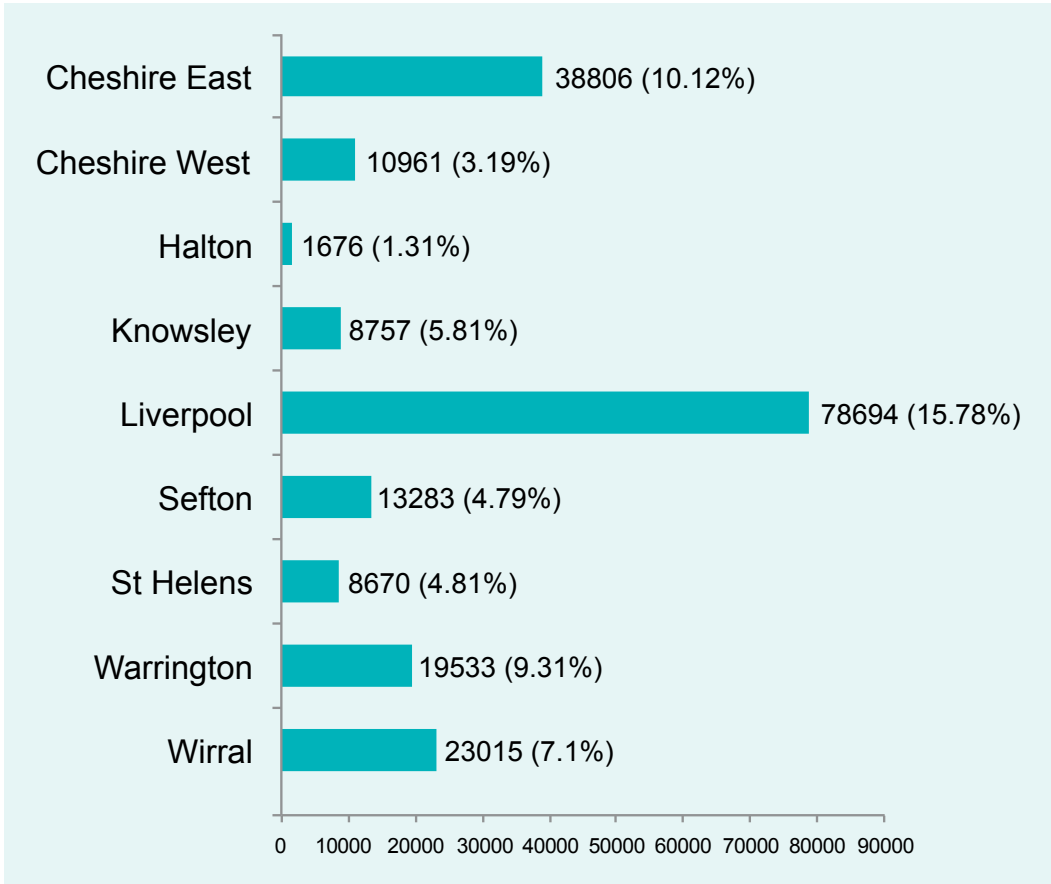 Cheshire East 38806 (10.12%)
Cheshire West 10961 (3.19%)
Halton 1676 (1.31%)
Knowsley 8757 (5.81%)
Liverpool 78694 (15.78%)
Sefton 13283 (4.79%)
St Helens 8670 (4.81%)
Warrington 19533 (9.31%)
Wirral 23015 (7.1%)
0 10000 20000 30000 40000 50000 60000 70000 80000 90000